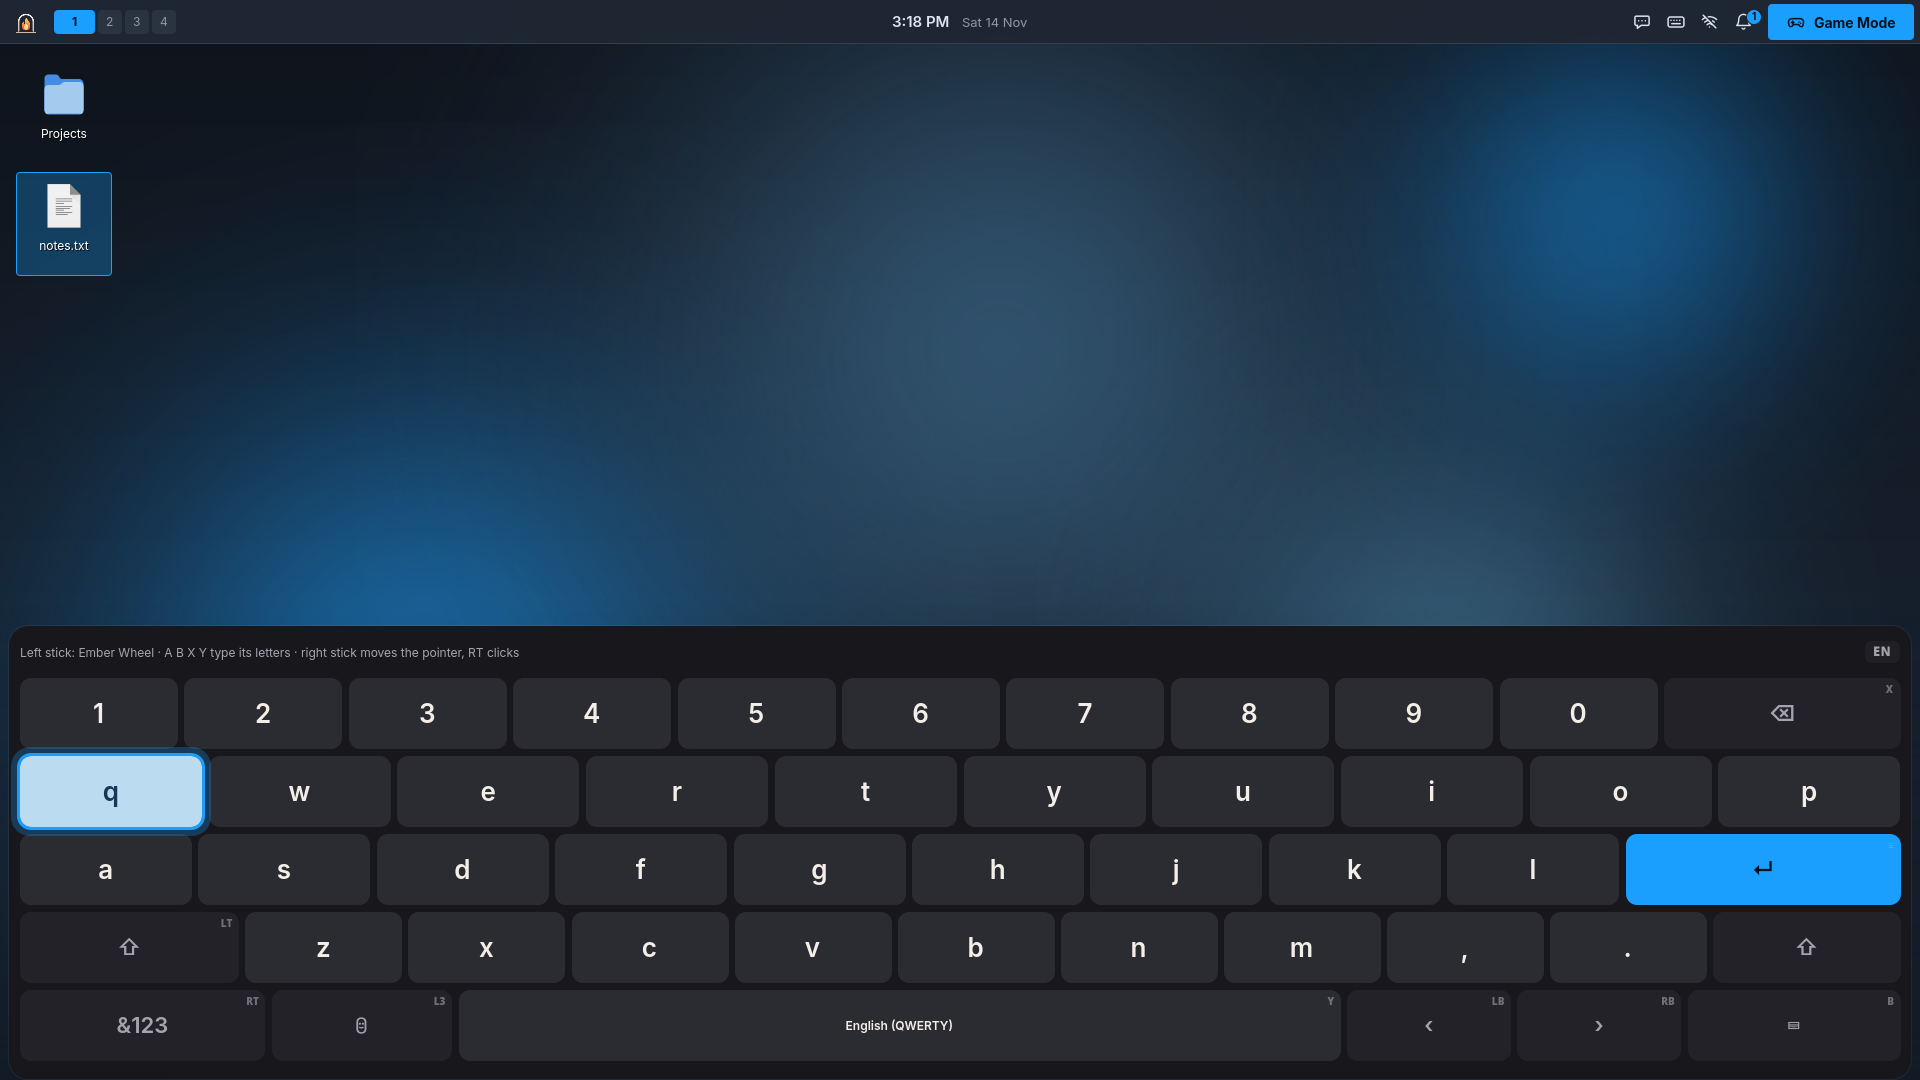 1 2 3 4 3:18 PM Sat 14 Nov 1 Game Mode
Projects
notes.txt
Left stick: Ember Wheel · A B X Y type its letters · right stick moves the pointer, RT clicks EN
1 2 3 4 5 6 7 8 9 0 X
q w e r t y u i o p
a s d f g h j k l
LT z x c v b n m , .
&123 RT L3 English (QWERTY) Y ‹ LB › RB B